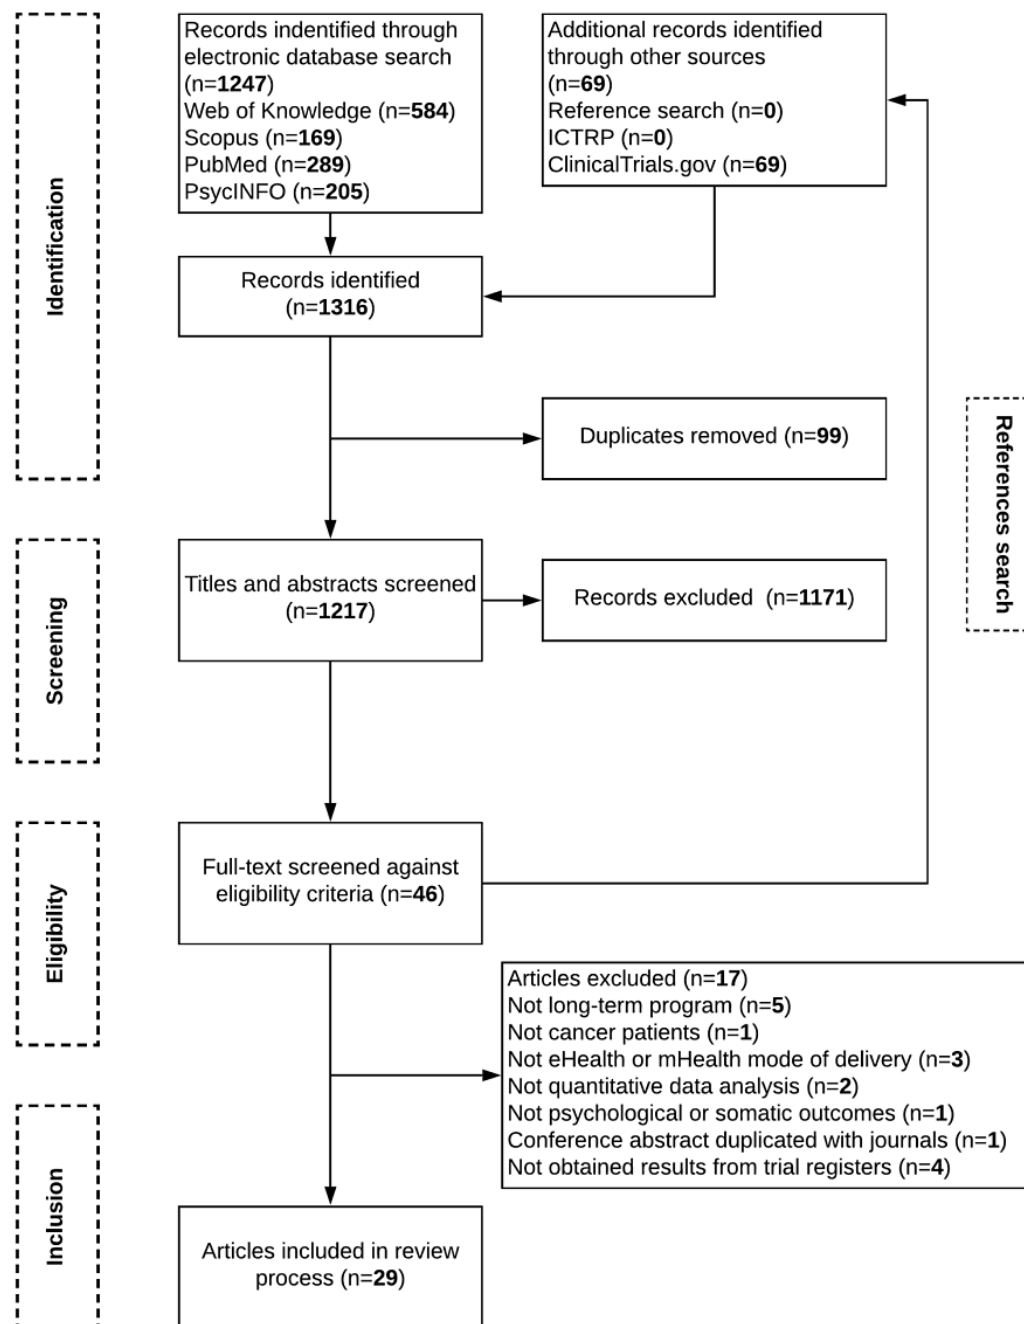 Records indentified through
electronic database search
(n=1247)
Web of Knowledge (n=584)
Scopus (n=169)
PubMed (n=289)
PsycINFO (n=205)
Additional records identified
through other sources
(n=69)
Reference search (n=0)
ICTRP (n=0)
ClinicalTrials.gov (n=69)
Identification
Records identified
(n=1316)
Duplicates removed (n=99)
References search
Screening
Titles and abstracts screened
(n=1217)
Records excluded (n=1171)
Eligibility
Full-text screened against
eligibility criteria (n=46)
Articles excluded (n=17)
Not long-term program (n=5)
Not cancer patients (n=1)
Not eHealth or mHealth mode of delivery (n=3)
Not quantitative data analysis (n=2)
Not psychological or somatic outcomes (n=1)
Conference abstract duplicated with journals (n=1)
Not obtained results from trial registers (n=4)
Inclusion
Articles included in review
process (n=29)